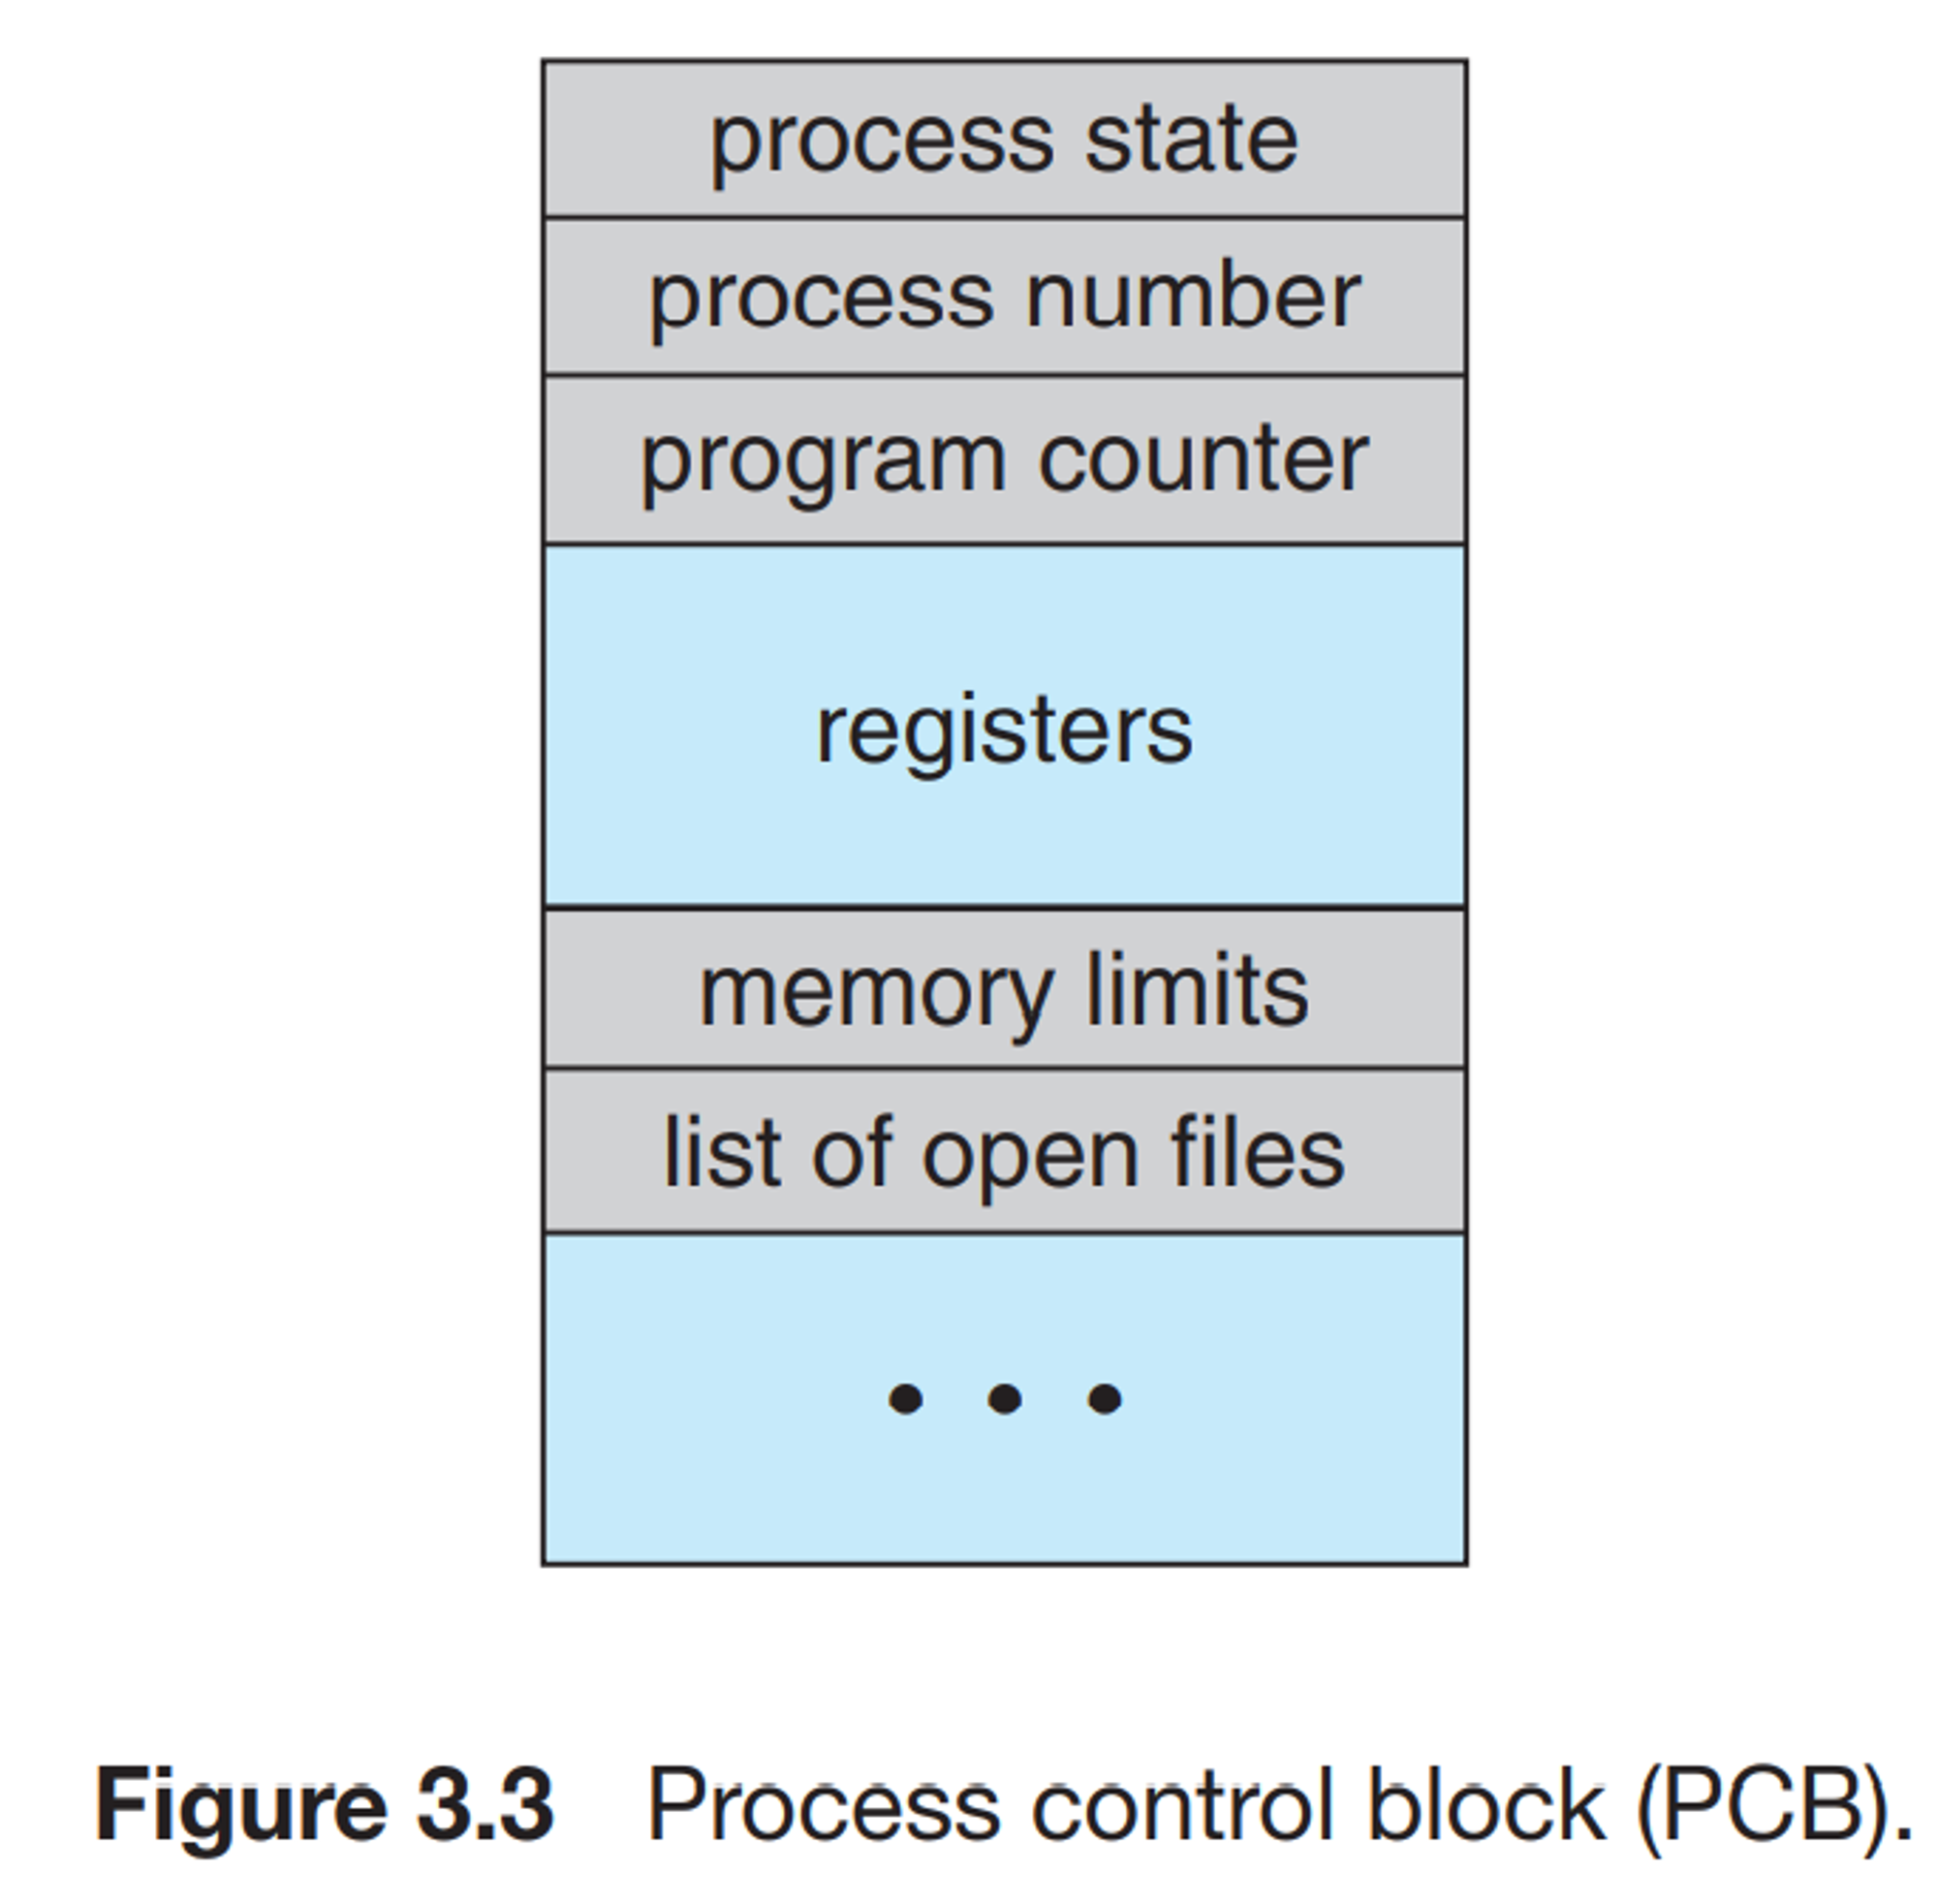 process state
process number
program counter
registers
memory limits
list of open files
• • •
Figure 3.3 Process control block (PCB).